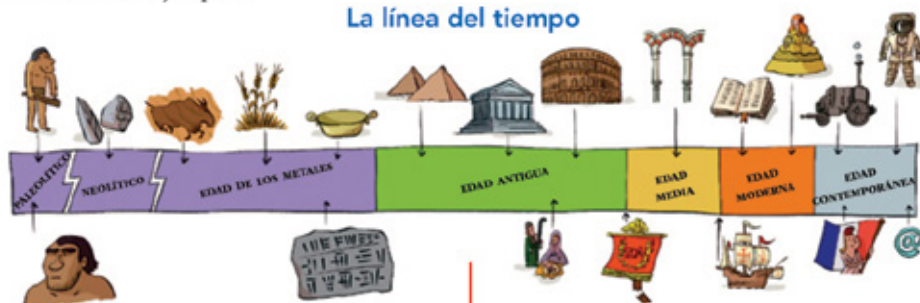 La línea del tiempo
PALEOLÍTICO
NEOLÍTICO
EDAD DE LOS METALES
EDAD ANTIGUA
EDAD
MEDIA
EDAD
MODERNA
EDAD
CONTEMPORÁNEA
@